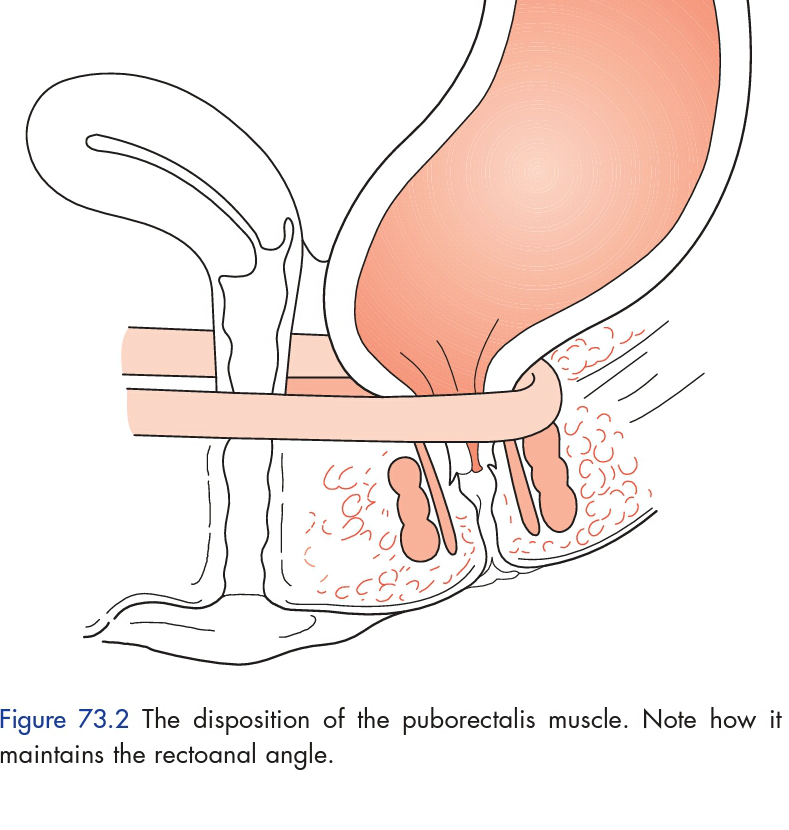 Figure 73.2 The disposition of the puborectalis muscle. Note how it
maintains the rectoanal angle.